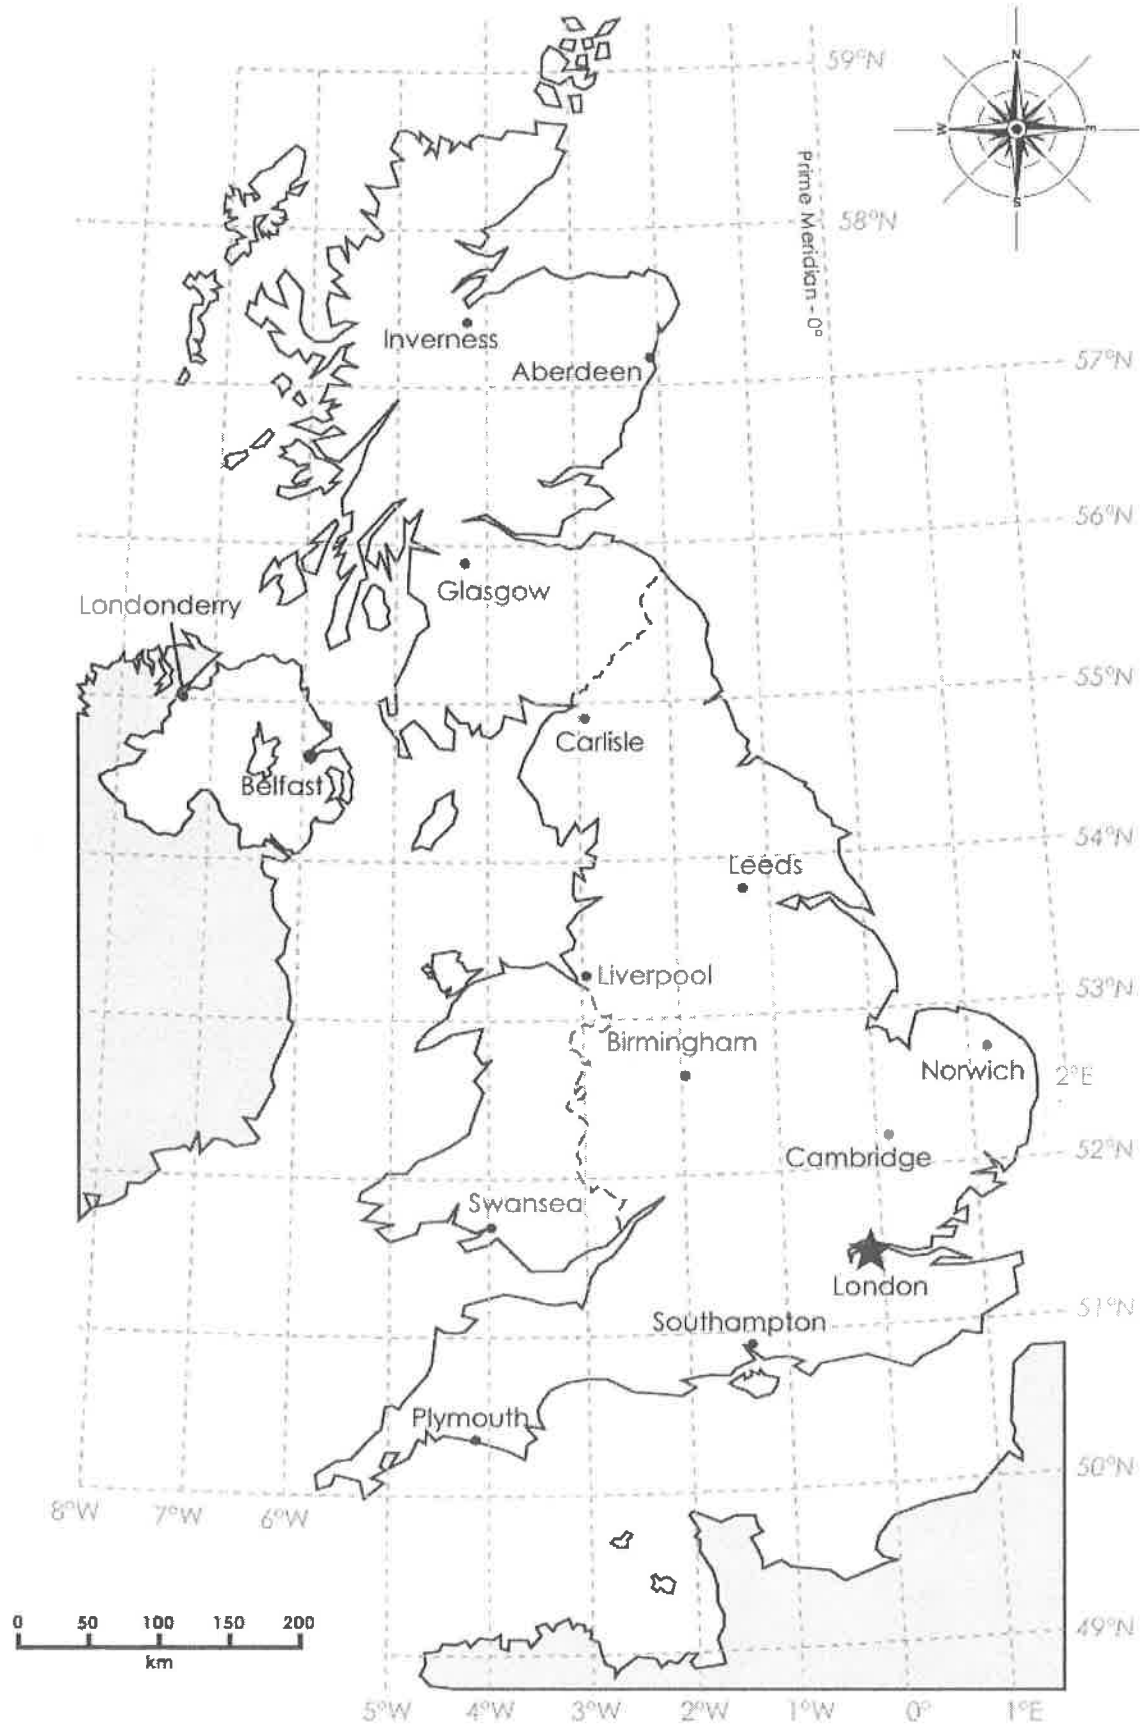 59°N
N
W
E
S
Prime Meridian - 0°
58°N
Inverness
57°N
Aberdeen
56°N
Glasgow
Londonderry
55°N
Carlisle
Belfast
54°N
Leeds
Liverpool
53°N
Birmingham
Norwich
2°E
Cambridge
52°N
Swansea
London
51°N
Southampton
Plymouth
50°N
8°W
7°W
6°W
0 50 100 150 200
km
49°N
5°W
4°W
3°W
2°W
1°W
0°
1°E